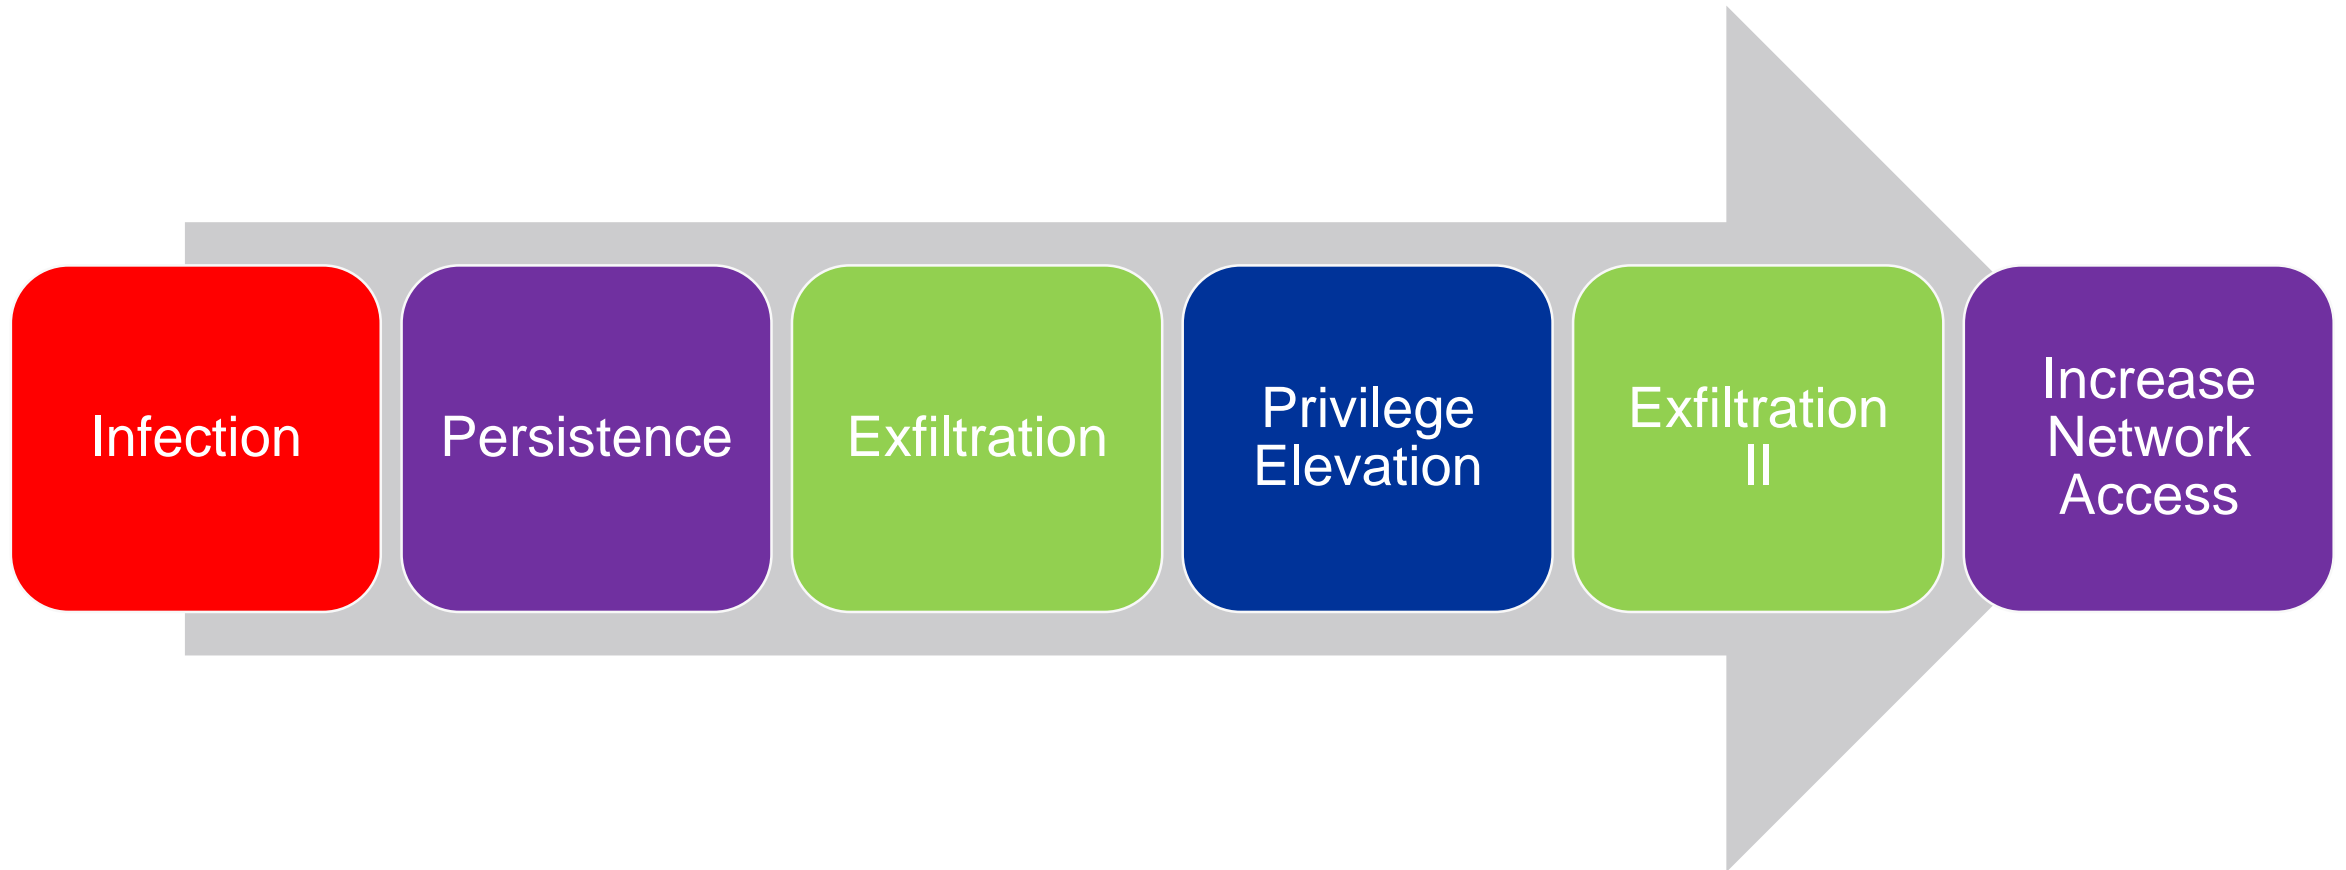 Infection
Persistence
Exfiltration
Privilege
Elevation
Exfiltration
II
Increase
Network
Access